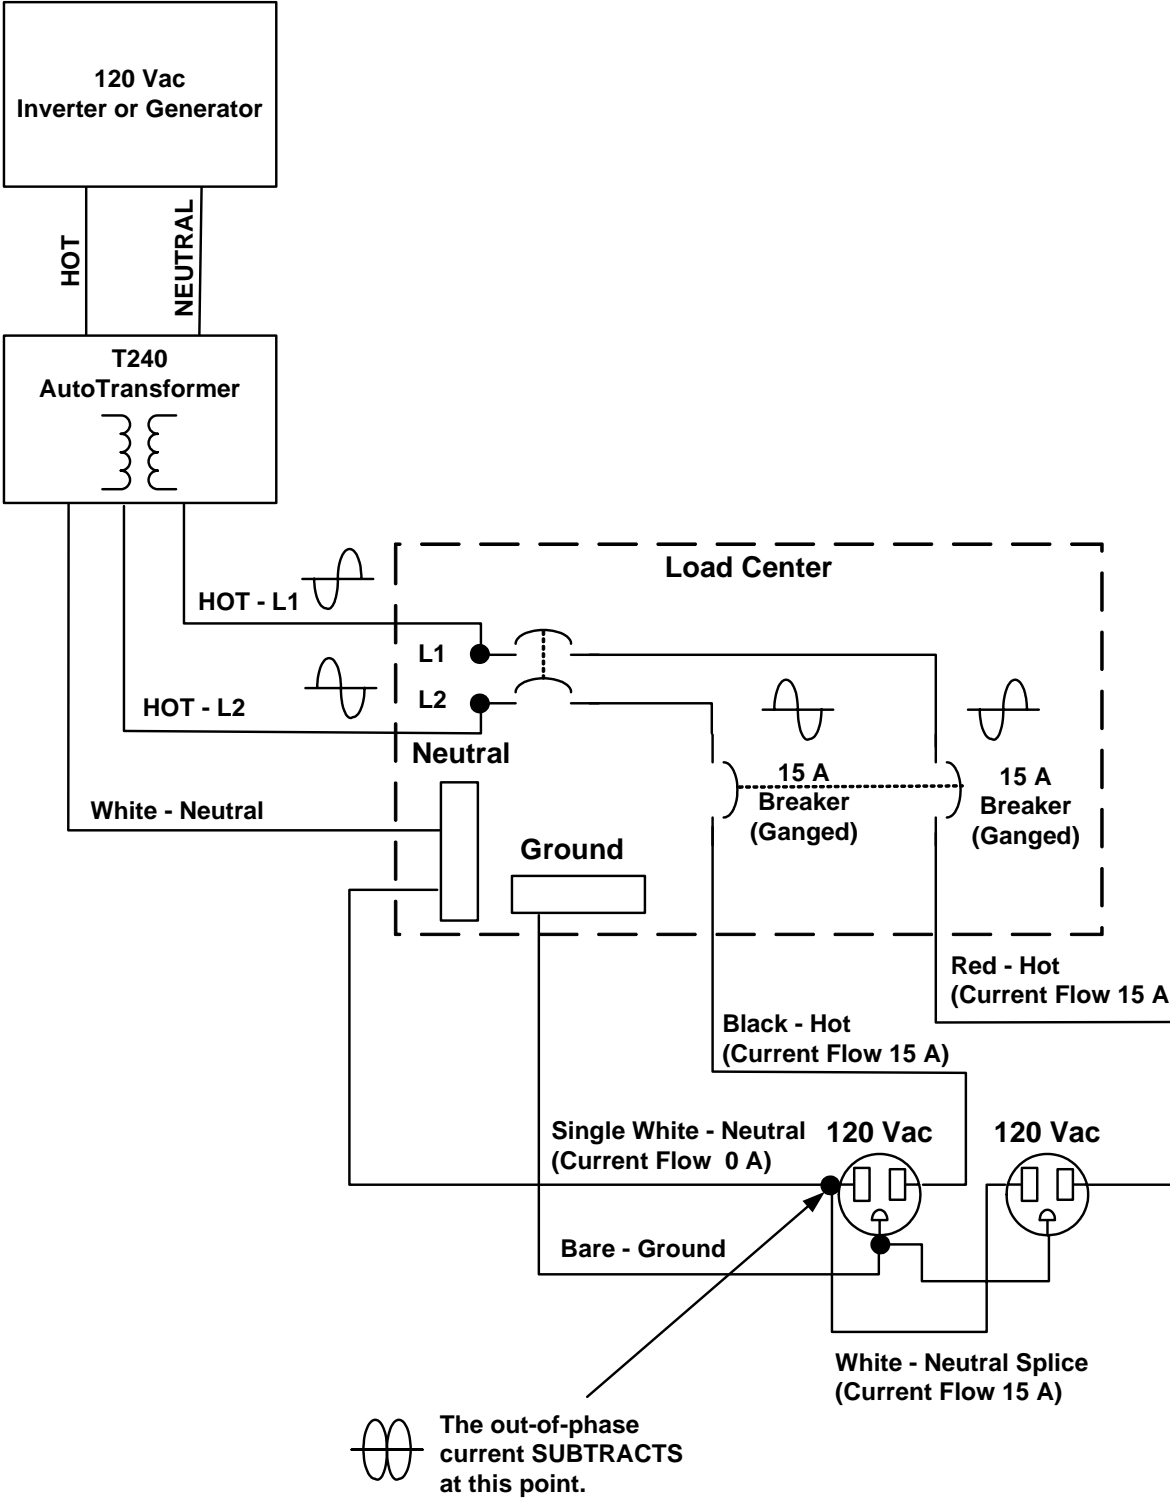 120 Vac
Inverter or Generator
HOT
NEUTRAL
T240
AutoTransformer
Load Center
HOT - L1
L1
HOT - L2
L2
Neutral
15 A
Breaker
(Ganged)
15 A
Breaker
(Ganged)
White - Neutral
Ground
Red - Hot
(Current Flow 15 A
Black - Hot
(Current Flow 15 A)
Single White - Neutral
(Current Flow 0 A)
120 Vac
120 Vac
Bare - Ground
White - Neutral Splice
(Current Flow 15 A)
The out-of-phase
current SUBTRACTS
at this point.